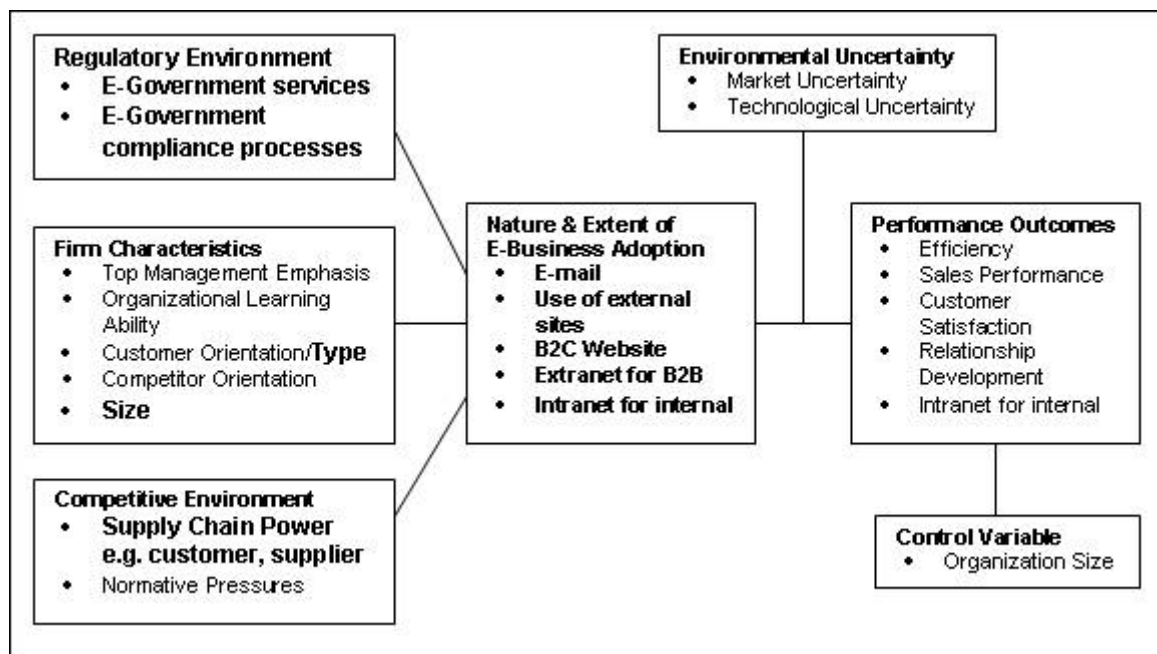 Regulatory Environment
• E-Government services
• E-Government
compliance processes
Environmental Uncertainty
• Market Uncertainty
• Technological Uncertainty
Firm Characteristics
• Top Management Emphasis
• Organizational Learning
Ability
• Customer Orientation/Type
• Competitor Orientation
• Size
Nature & Extent of
E-Business Adoption
• E-mail
• Use of external
sites
• B2C Website
• Extranet for B2B
• Intranet for internal
Performance Outcomes
• Efficiency
• Sales Performance
• Customer
Satisfaction
• Relationship
Development
• Intranet for internal
Competitive Environment
• Supply Chain Power
e.g. customer, supplier
• Normative Pressures
Control Variable
• Organization Size